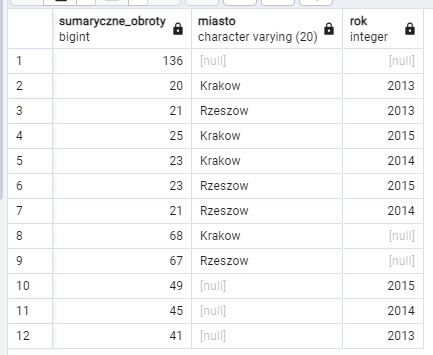 sumaryczne_obroty miasto rok
bigint character varying (20) integer
1 136 [null] [null]
2 20 Krakow 2013
3 21 Rzeszow 2013
4 25 Krakow 2015
5 23 Krakow 2014
6 23 Rzeszow 2015
7 21 Rzeszow 2014
8 68 Krakow [null]
9 67 Rzeszow [null]
10 49 [null] 2015
11 45 [null] 2014
12 41 [null] 2013